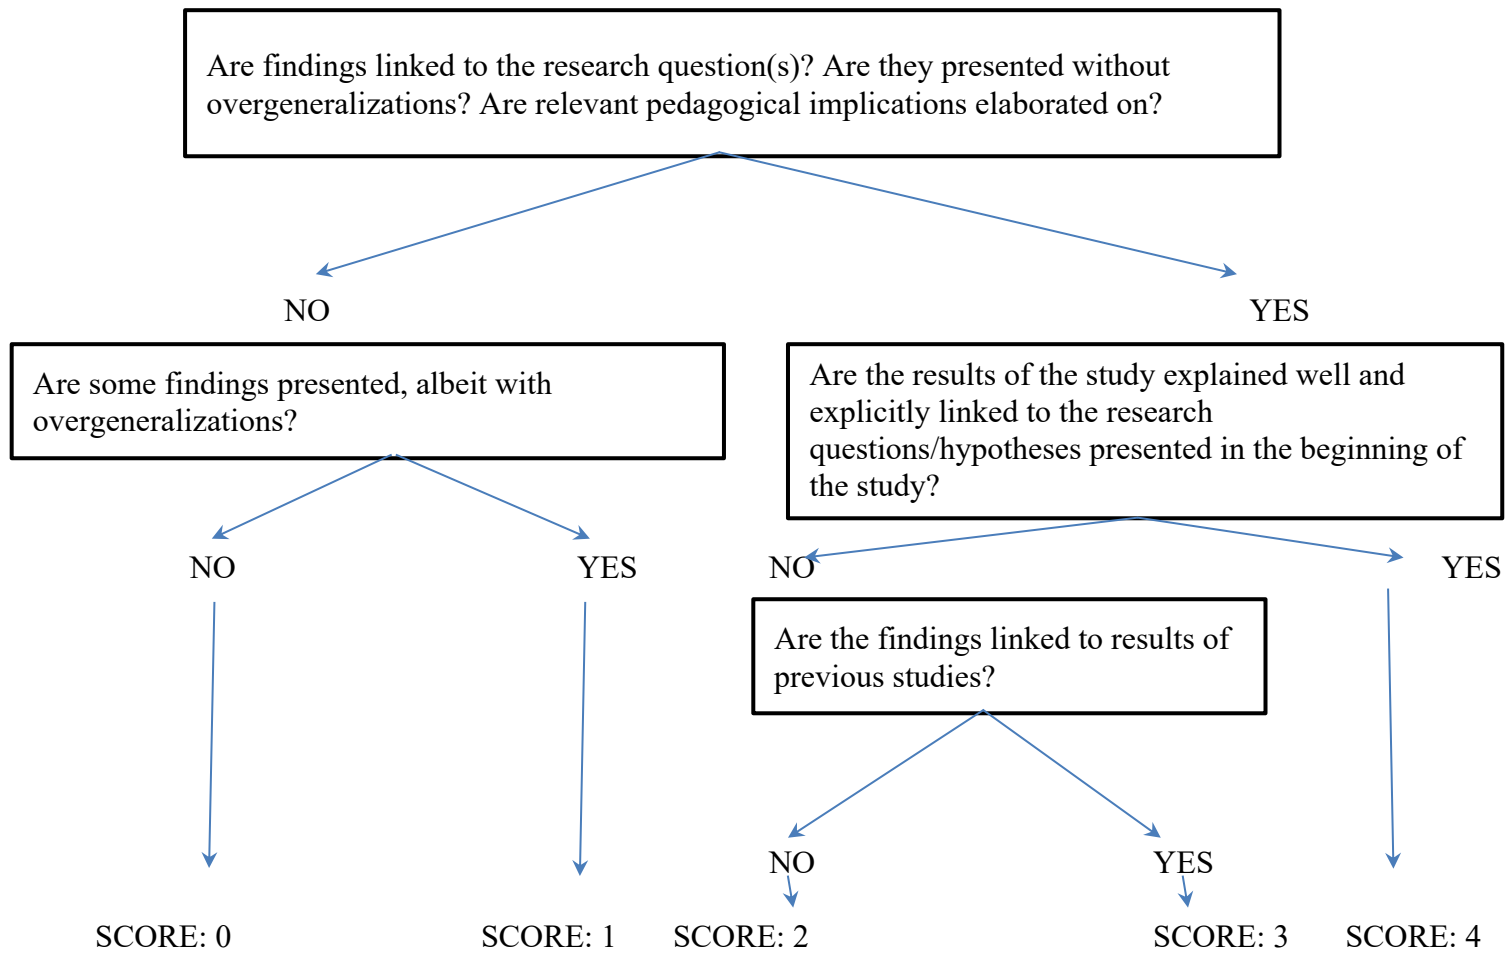 Are findings linked to the research question(s)? Are they presented without
overgeneralizations? Are relevant pedagogical implications elaborated on?
NO
YES
Are some findings presented, albeit with
overgeneralizations?
Are the results of the study explained well and
explicitly linked to the research
questions/hypotheses presented in the beginning of
the study?
NO
YES
NO
YES
Are the findings linked to results of
previous studies?
NO
YES
SCORE: 0
SCORE: 1
SCORE: 2
SCORE: 3
SCORE: 4